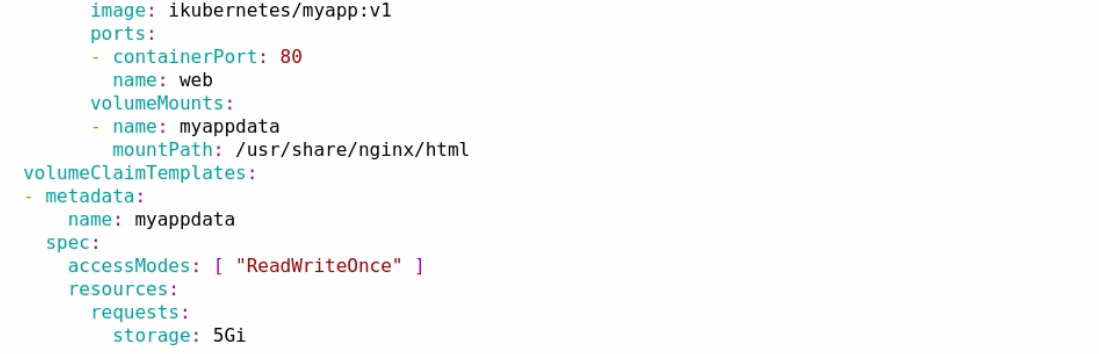 image: ikubernetes/myapp:v1
ports:
- containerPort: 80
name: web
volumeMounts:
- name: myappdata
mountPath: /usr/share/nginx/html
volumeClaimTemplates:
- metadata:
name: myappdata
spec:
accessModes: [ "ReadWriteOnce" ]
resources:
requests:
storage: 5Gi